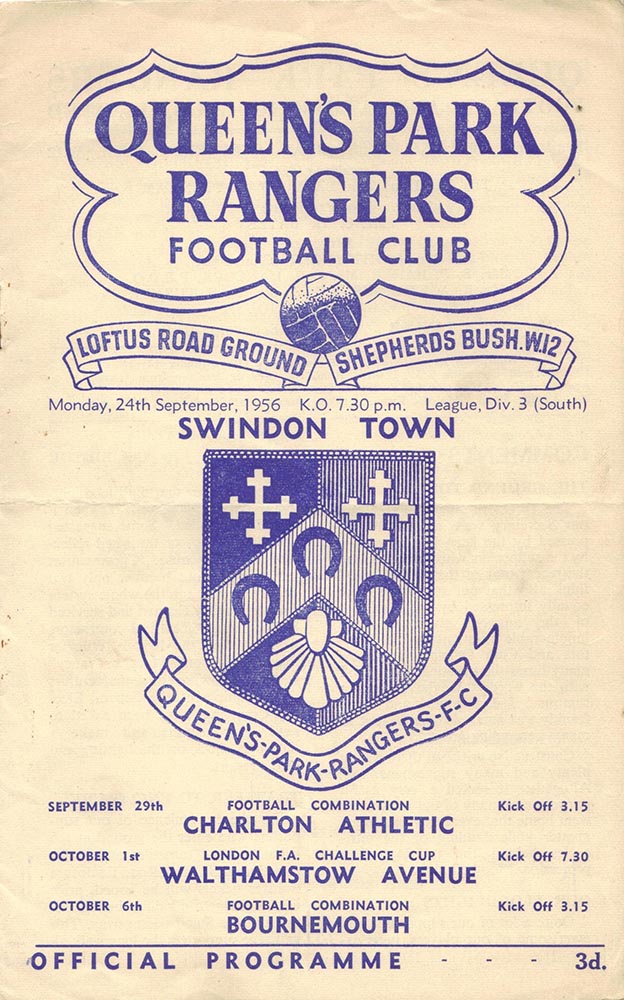 QUEEN'S PARK
RANGERS
FOOTBALL CLUB
LOFTUS ROAD GROUND SHEPHERDS BUSH.W.12
Monday, 24th September, 1956 K.O. 7.30 p.m. League, Div. 3 (South)
SWINDON TOWN
QUEEN'S-PARK-RANGERS-F-C
SEPTEMBER 29th FOOTBALL COMBINATION Kick Off 3.15
CHARLTON ATHLETIC
OCTOBER 1st LONDON F.A. CHALLENGE CUP Kick Off 7.30
WALTHAMSTOW AVENUE
OCTOBER 6th FOOTBALL COMBINATION Kick Off 3.15
BOURNEMOUTH
OFFICIAL PROGRAMME - - - 3d.